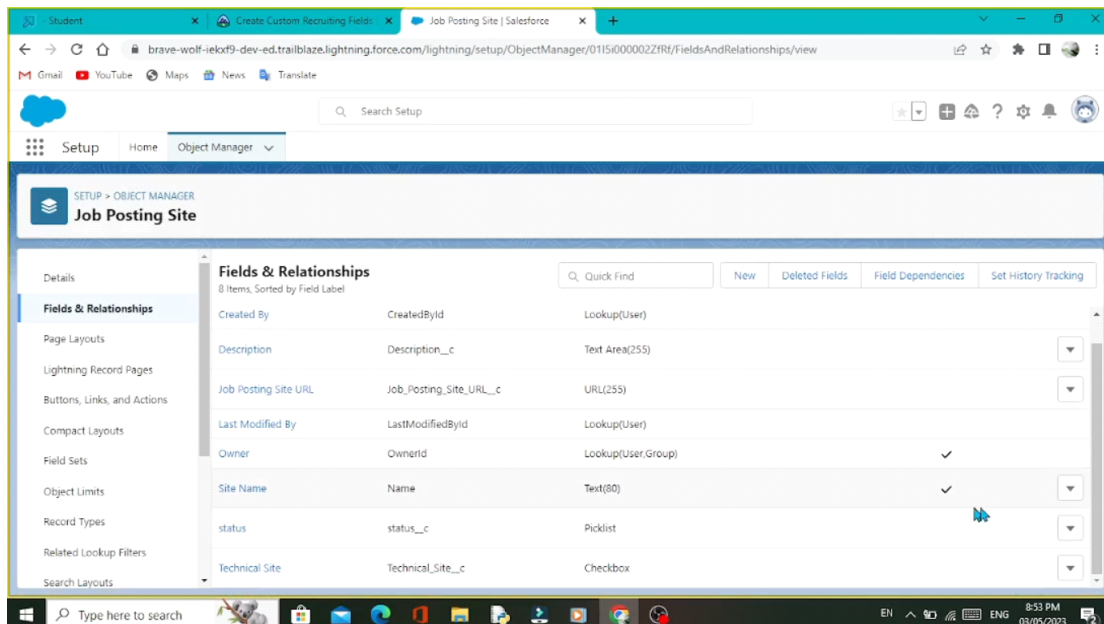 - Student
Create Custom Recruiting Fields
Job Posting Site | Salesforce
brave-wolf-iekxf9-dev-ed.trailblaze.lightning.force.com/lightning/setup/ObjectManager/01I5i000002ZfRf/FieldsAndRelationships/view
Gmail YouTube Maps News Translate
Search Setup
Setup Home Object Manager
SETUP > OBJECT MANAGER
Job Posting Site
Details
Fields & Relationships
Page Layouts
Lightning Record Pages
Buttons, Links, and Actions
Compact Layouts
Field Sets
Object Limits
Record Types
Related Lookup Filters
Search Layouts
Fields & Relationships
8 Items, Sorted by Field Label
Quick Find
New Deleted Fields Field Dependencies Set History Tracking
Created By CreatedById Lookup(User)
Description Description__c Text Area(255)
Job Posting Site URL Job_Posting_Site_URL__c URL(255)
Last Modified By LastModifiedById Lookup(User)
Owner OwnerId Lookup(User,Group)
Site Name Name Text(80)
status status__c Picklist
Technical Site Technical_Site__c Checkbox
Type here to search
EN ENG 8:53 PM
03/05/2023
2